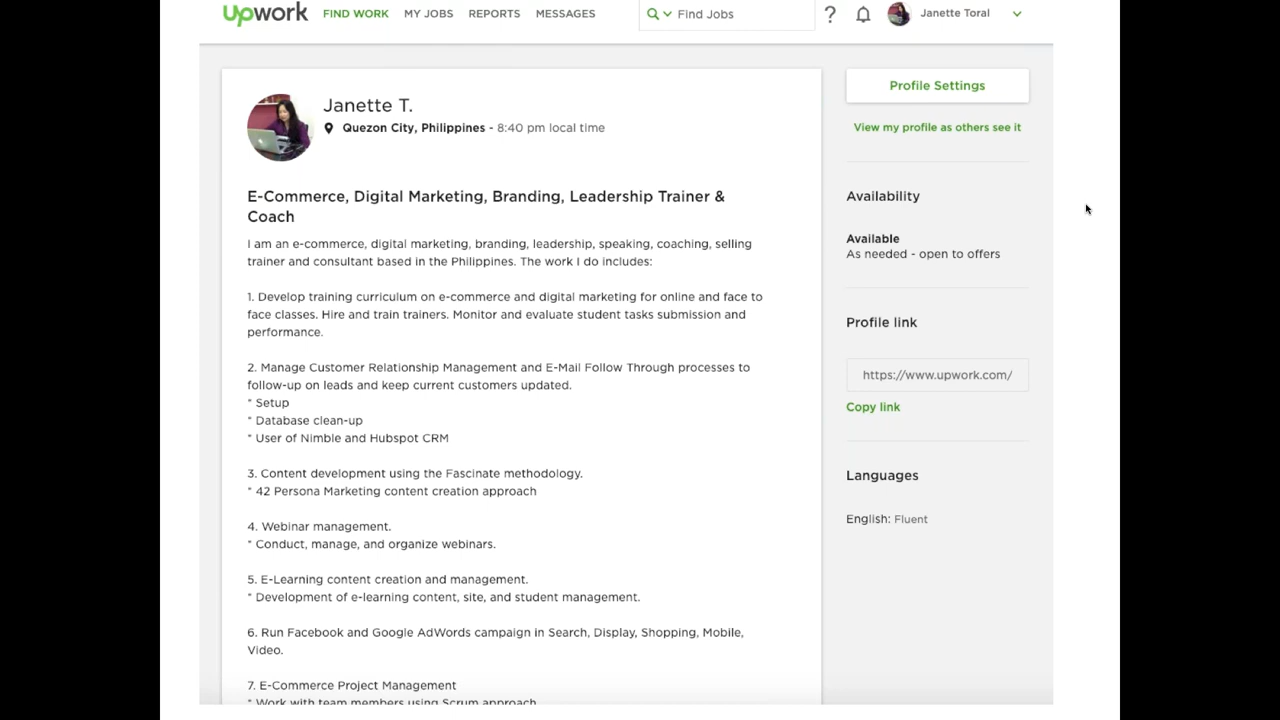 upwork FIND WORK MY JOBS REPORTS MESSAGES Find Jobs ? Janette Toral
Janette T.
Quezon City, Philippines - 8:40 pm local time
E-Commerce, Digital Marketing, Branding, Leadership Trainer &
Coach
I am an e-commerce, digital marketing, branding, leadership, speaking, coaching, selling
trainer and consultant based in the Philippines. The work I do includes:
1. Develop training curriculum on e-commerce and digital marketing for online and face to
face classes. Hire and train trainers. Monitor and evaluate student tasks submission and
performance.
2. Manage Customer Relationship Management and E-Mail Follow Through processes to
follow-up on leads and keep current customers updated.
* Setup
* Database clean-up
* User of Nimble and Hubspot CRM
3. Content development using the Fascinate methodology.
* 42 Persona Marketing content creation approach
4. Webinar management.
* Conduct, manage, and organize webinars.
5. E-Learning content creation and management.
* Development of e-learning content, site, and student management.
6. Run Facebook and Google AdWords campaign in Search, Display, Shopping, Mobile,
Video.
7. E-Commerce Project Management
* Work with team members using Scrum approach
Profile Settings
View my profile as others see it
Availability
Available
As needed - open to offers
Profile link
https://www.upwork.com/
Copy link
Languages
English: Fluent